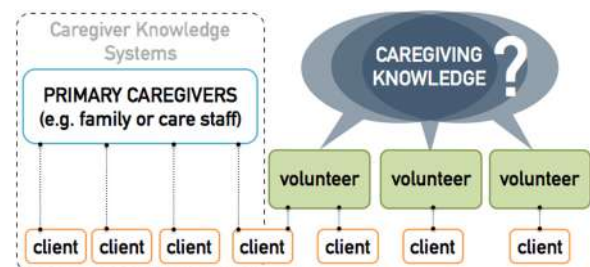 Caregiver Knowledge
Systems
PRIMARY CAREGIVERS
(e.g. family or care staff)
CAREGIVING
KNOWLEDGE
?
volunteer
volunteer
volunteer
client
client
client
client
client
client
client